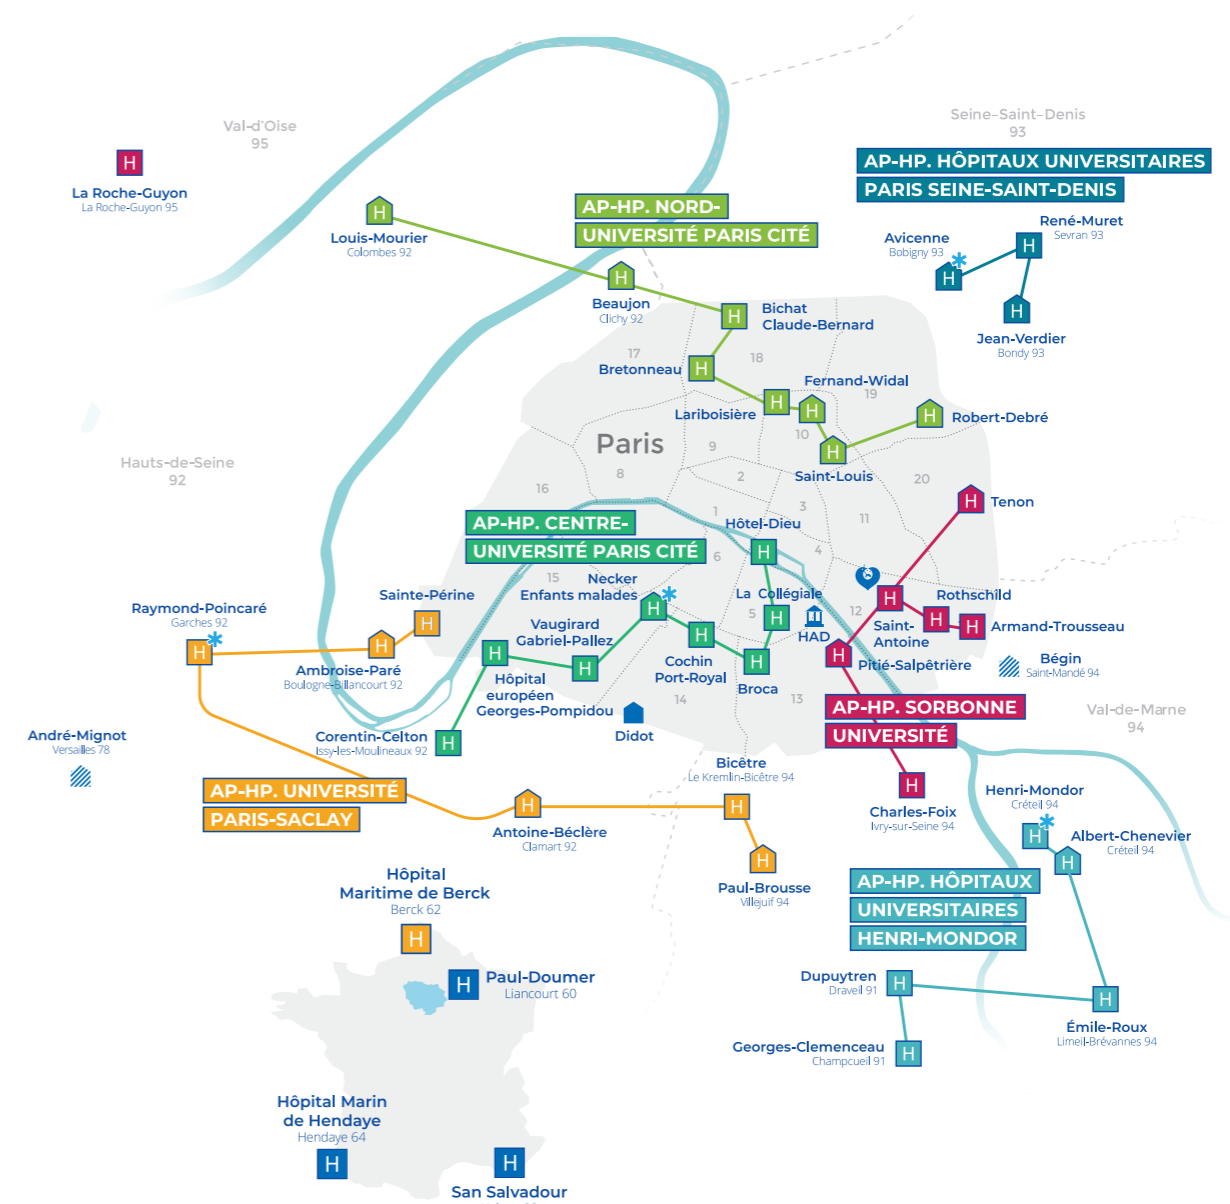 Val-d'Oise
95
Seine-Saint-Denis
93
AP-HP. HÔPITAUX UNIVERSITAIRES
PARIS SEINE-SAINT-DENIS
H
La Roche-Guyon
La Roche-Guyon 95
AP-HP. NORD-
UNIVERSITÉ PARIS CITÉ
H
Louis-Mourier
Colombes 92
René-Muret
Sevran 93
H
Avicenne
Bobigny 93
H
*
H
Jean-Verdier
Bondy 93
H
Beaujon
Clichy 92
H
Bichat
Claude-Bernard
17
18
H
Bretonneau
Fernand-Widal
19
H
Lariboisière
H
10
H
Robert-Debré
Paris
9
H
Saint-Louis
Hauts-de-Seine
92
16
8
2
20
H
Tenon
1
3
11
AP-HP. CENTRE-
UNIVERSITÉ PARIS CITÉ
Hôtel-Dieu
H
4
6
15
Necker
Enfants malades
H
*
La Collégiale
5
H
HAD
12
H
Saint-
Antoine
Rothschild
H
H
Armand-Trousseau
Raymond-Poincaré
Garches 92
H
*
Sainte-Périne
H
H
Ambroise-Paré
Boulogne-Billancourt 92
Vaugirard
Gabriel-Pallez
H
H
Hôpital
européen
Georges-Pompidou
H
Cochin
Port-Royal
H
Broca
H
Pitié-Salpêtrière
Bégin
Saint-Mandé 94
14
13
Didot
AP-HP. SORBONNE
UNIVERSITÉ
Val-de-Marne
94
André-Mignot
Versailles 78
Corentin-Celton
Issy-les-Moulineaux 92
H
AP-HP. UNIVERSITÉ
PARIS-SACLAY
H
Antoine-Béclère
Clamart 92
Bicêtre
Le Kremlin-Bicêtre 94
H
H
Paul-Brousse
Villejuif 94
H
Charles-Foix
Ivry-sur-Seine 94
Henri-Mondor
Créteil 94
H
*
Albert-Chenevier
Créteil 94
H
AP-HP. HÔPITAUX
UNIVERSITAIRES
HENRI-MONDOR
Hôpital
Maritime de Berck
Berck 62
H
H
Paul-Doumer
Liancourt 60
Dupuytren
Draveil 91
H
H
Émile-Roux
Limeil-Brévannes 94
Georges-Clemenceau
Champcueil 91
H
Hôpital Marin
de Hendaye
Hendaye 64
H
H
San Salvadour